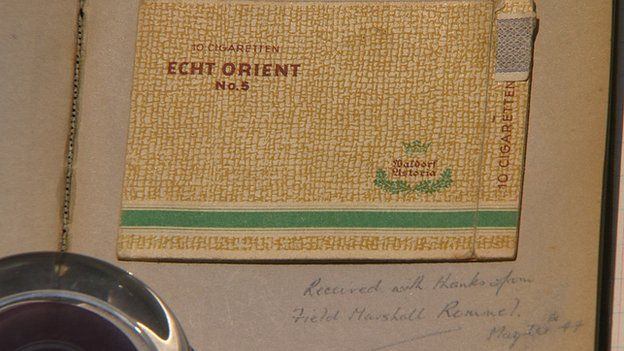 10 CIGARETTEN
ECHT ORIENT
No. 5
10 CIGARETTEN
Waldorf
Astoria
Received with thanks from
Field Marshall Rommel.
May